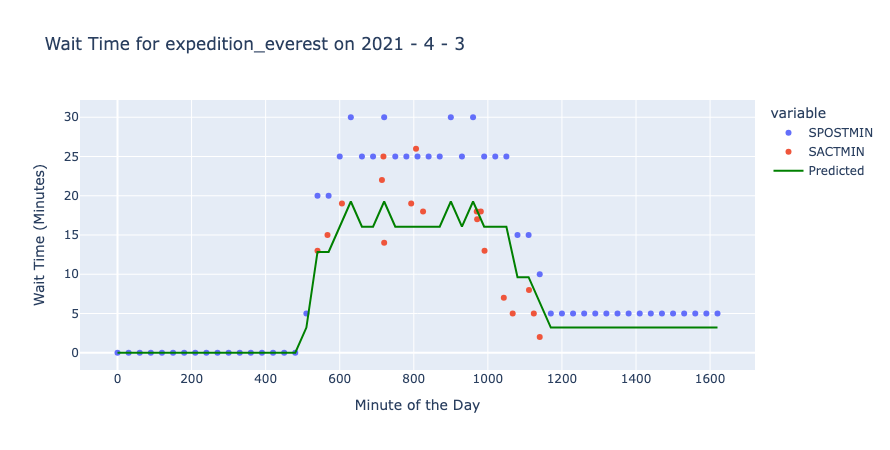 Wait Time for expedition_everest on 2021 - 4 - 3
variable
SPOSTMIN
SACTMIN
Predicted
Wait Time (Minutes)
30
25
20
15
10
5
0
0 200 400 600 800 1000 1200 1400 1600
Minute of the Day